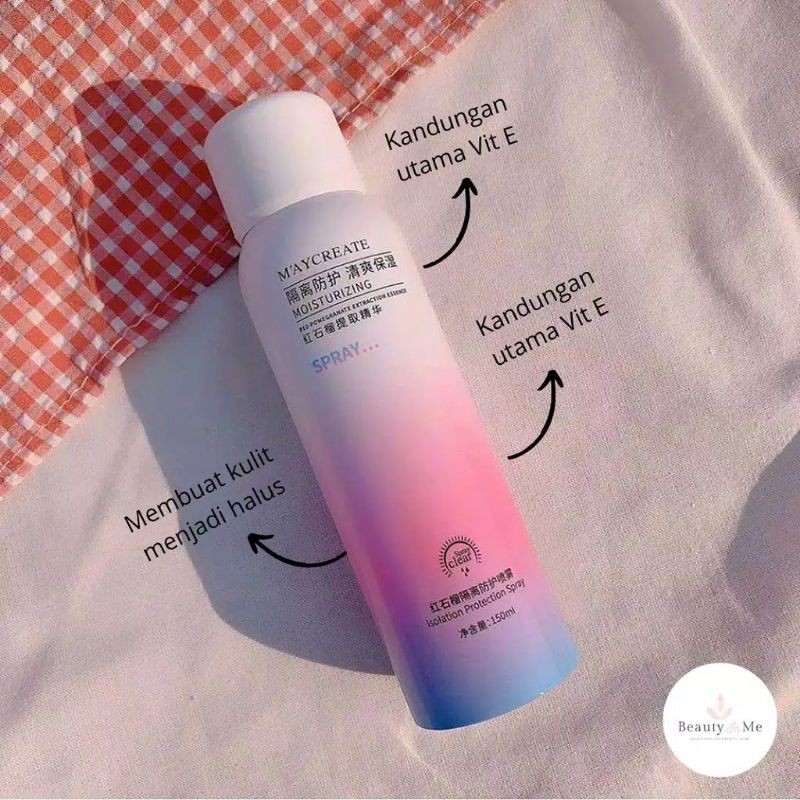 Kandungan
utama Vit E
M'AYCREATE
隔离防护 清爽保湿
MOISTURIZING
RED POMEGRANATE EXTRACTION ESSENCE
红石榴提取精华
SPRAY...
Kandungan
utama Vit E
Membuat kulit
menjadi halus
Spray
clear
红石榴隔离防护喷雾
Isolation Protection Spray
净含量:150ml
Beauty In Me